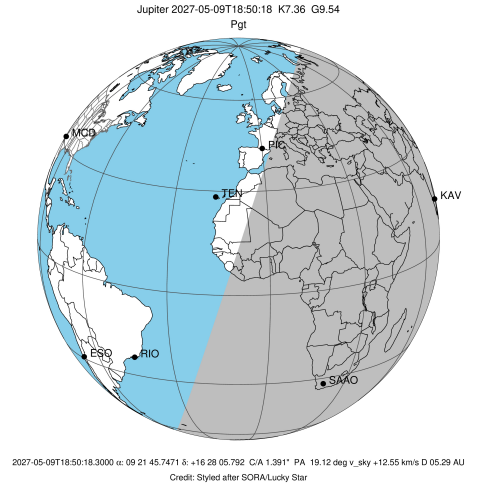 Jupiter 2027-05-09T18:50:18 K7.36 G9.54
Pgt
MCD
PIC
TEN
KAV
ESO
RIO
SAAO
2027-05-09T18:50:18.3000 α: 09 21 45.7471 δ: +16 28 05.792 C/A 1.391" PA 19.12 deg v_sky +12.55 km/s D 05.29 AU
Credit: Styled after SORA/Lucky Star